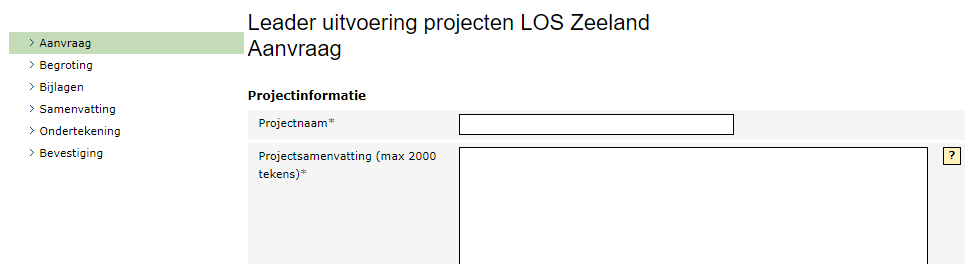 Leader uitvoering projecten LOS Zeeland
Aanvraag
Aanvraag
Begroting
Bijlagen
Samenvatting
Ondertekening
Bevestiging
Projectinformatie
Projectnaam*
Projectsamenvatting (max 2000
tekens)*
?